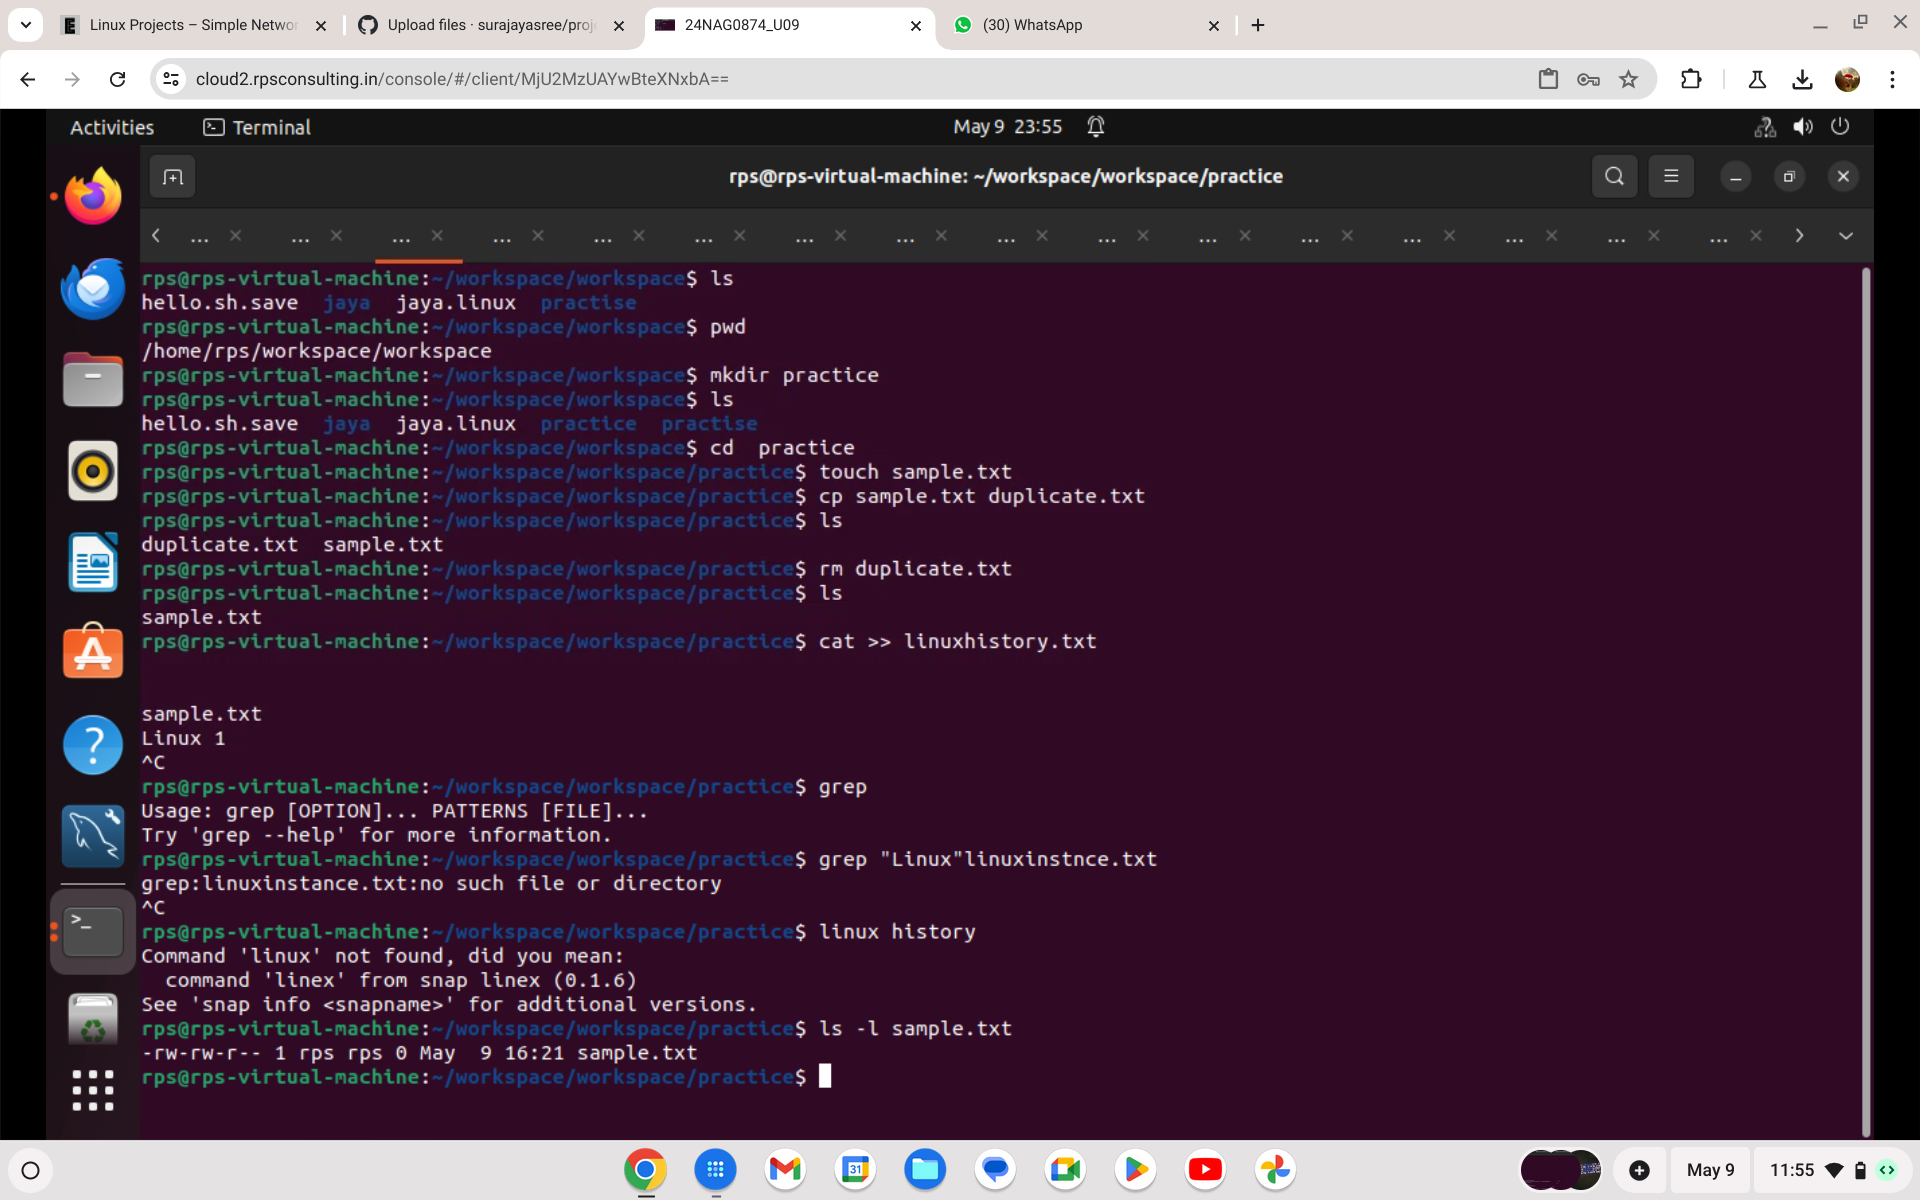 Linux Projects – Simple Netwo
Upload files · surajayasree/proj
24NAG0874_U09
(30) WhatsApp
cloud2.rpsconsulting.in/console/#/client/MjU2MzUAYwBteXNxbA==
Activities
Terminal
May 9 23:55
rps@rps-virtual-machine: ~/workspace/workspace/practice
... ... ... ... ... ... ... ... ... ... ... ... ... ... ... ...
rps@rps-virtual-machine:~/workspace/workspace$ ls
hello.sh.save  jaya  jaya.linux  practise
rps@rps-virtual-machine:~/workspace/workspace$ pwd
/home/rps/workspace/workspace
rps@rps-virtual-machine:~/workspace/workspace$ mkdir practice
rps@rps-virtual-machine:~/workspace/workspace$ ls
hello.sh.save  jaya  jaya.linux  practice  practise
rps@rps-virtual-machine:~/workspace/workspace$ cd  practice
rps@rps-virtual-machine:~/workspace/workspace/practice$ touch sample.txt
rps@rps-virtual-machine:~/workspace/workspace/practice$ cp sample.txt duplicate.txt
rps@rps-virtual-machine:~/workspace/workspace/practice$ ls
duplicate.txt  sample.txt
rps@rps-virtual-machine:~/workspace/workspace/practice$ rm duplicate.txt
rps@rps-virtual-machine:~/workspace/workspace/practice$ ls
sample.txt
rps@rps-virtual-machine:~/workspace/workspace/practice$ cat >> linuxhistory.txt
sample.txt
Linux 1
^C
rps@rps-virtual-machine:~/workspace/workspace/practice$ grep
Usage: grep [OPTION]... PATTERNS [FILE]...
Try 'grep --help' for more information.
rps@rps-virtual-machine:~/workspace/workspace/practice$ grep "Linux"linuxinstnce.txt
grep:linuxinstance.txt:no such file or directory
^C
rps@rps-virtual-machine:~/workspace/workspace/practice$ linux history
Command 'linux' not found, did you mean:
  command 'linex' from snap linex (0.1.6)
See 'snap info <snapname>' for additional versions.
rps@rps-virtual-machine:~/workspace/workspace/practice$ ls -l sample.txt
-rw-rw-r-- 1 rps rps 0 May  9 16:21 sample.txt
rps@rps-virtual-machine:~/workspace/workspace/practice$
31
May 9
11:55